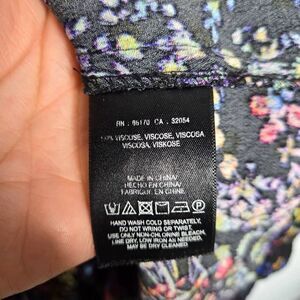 RN . 66170 CA . 32054
100% VISCOSE, VISCOSE, VISCOSA
VISCOSA, VISKOSE
MADE IN CHINA/
HECHO EN CHINA/
FABRIQUÉ EN CHINE
HAND WASH COLD SEPARATELY.
DO NOT WRING OR TWIST.
USE ONLY NON-CHLORINE BLEACH.
LINE DRY. LOW IRON AS NEEDED.
MAY BE DRY CLEANED